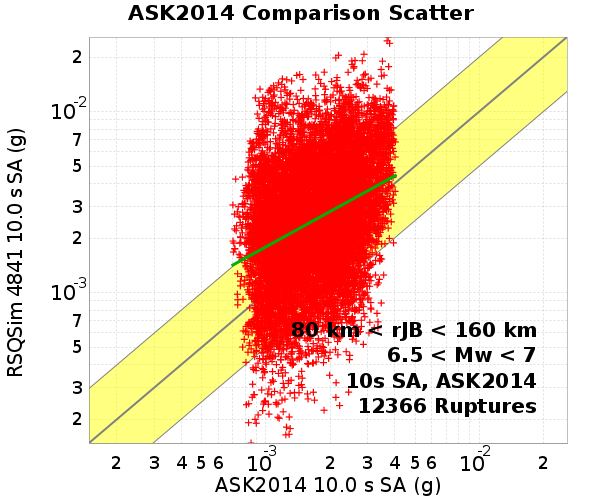 ASK2014 Comparison Scatter
RSQSim 4841 10.0 s SA (g)
2
10-2
7
5
3
2
10-3
7
5
3
2
80 km < rJB < 160 km
6.5 < Mw < 7
10s SA, ASK2014
12366 Ruptures
2 3 4 5 6 10-3 2 3 4 5 6 10-2 2
ASK2014 10.0 s SA (g)